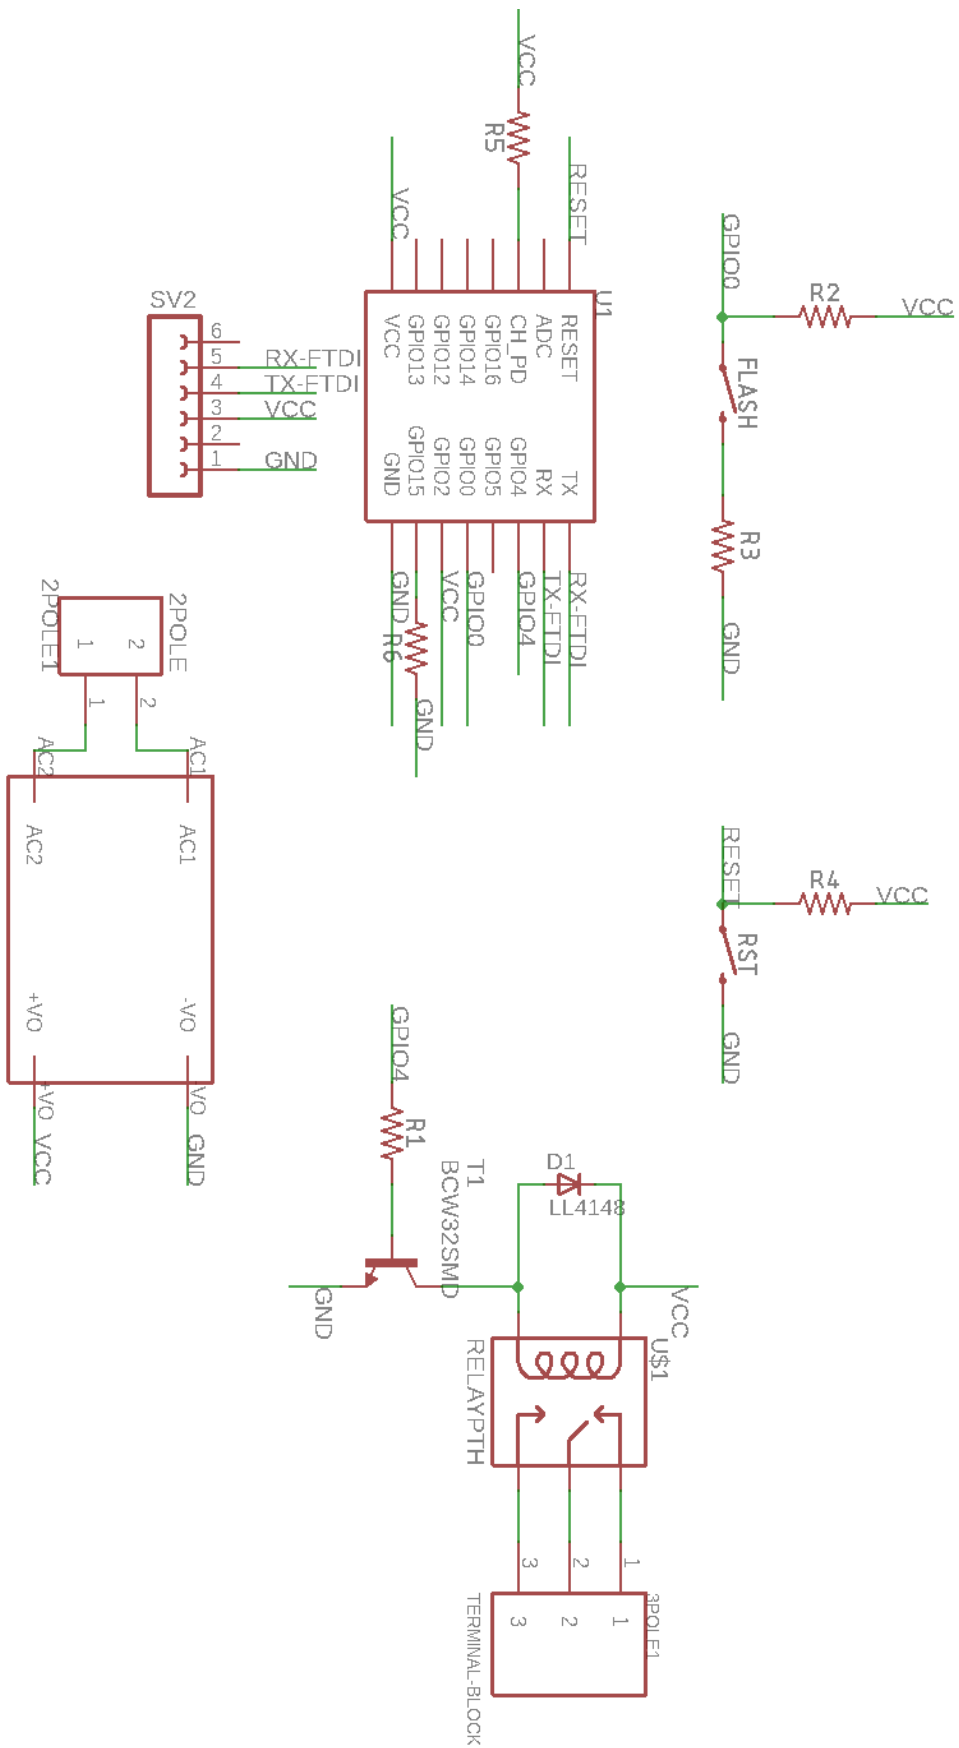 VCC
R5
VCC
RESET
U1
VCC
GPIO13
GPIO12
GPIO14
GPIO16
CH_PD
ADC
RESET
GND
GPIO15
GPIO2
GPIO0
GPIO5
GPIO4
RX
TX
GND
R6
GND
VCC
GPIO0
GPIO4
TX-FTDI
RX-FTDI
GPIO0
R2
VCC
FLASH
R3
GND
SV2
6
5
RX-FTDI
4
TX-FTDI
3
VCC
2
1
GND
2POLE1
2POLE
1
2
1
2
AC2
AC1
AC2
AC1
+VO
-VO
+VO
VO
VCC
GND
RESET
R4
VCC
RST
GND
GPIO4
R1
T1
BCW32SMD
GND
D1
LL4148
VCC
U$1
RELAYPTH
3
2
1
3
2
1
3POLE1
TERMINAL-BLOCK